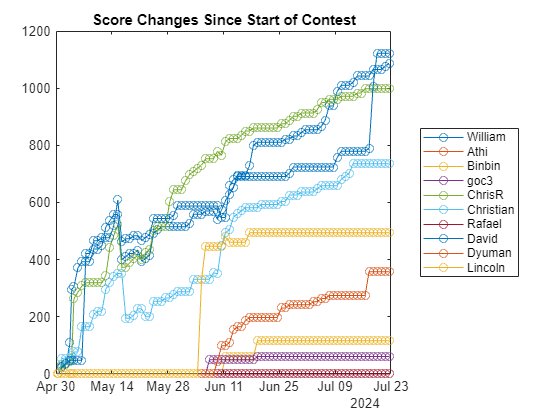 Score Changes Since Start of Contest
1200
1000
800
600
400
200
0
Apr 30 May 14 May 28 Jun 11 Jun 25 Jul 09 Jul 23
2024
William
Athi
Binbin
goc3
ChrisR
Christian
Rafael
David
Dyuman
Lincoln